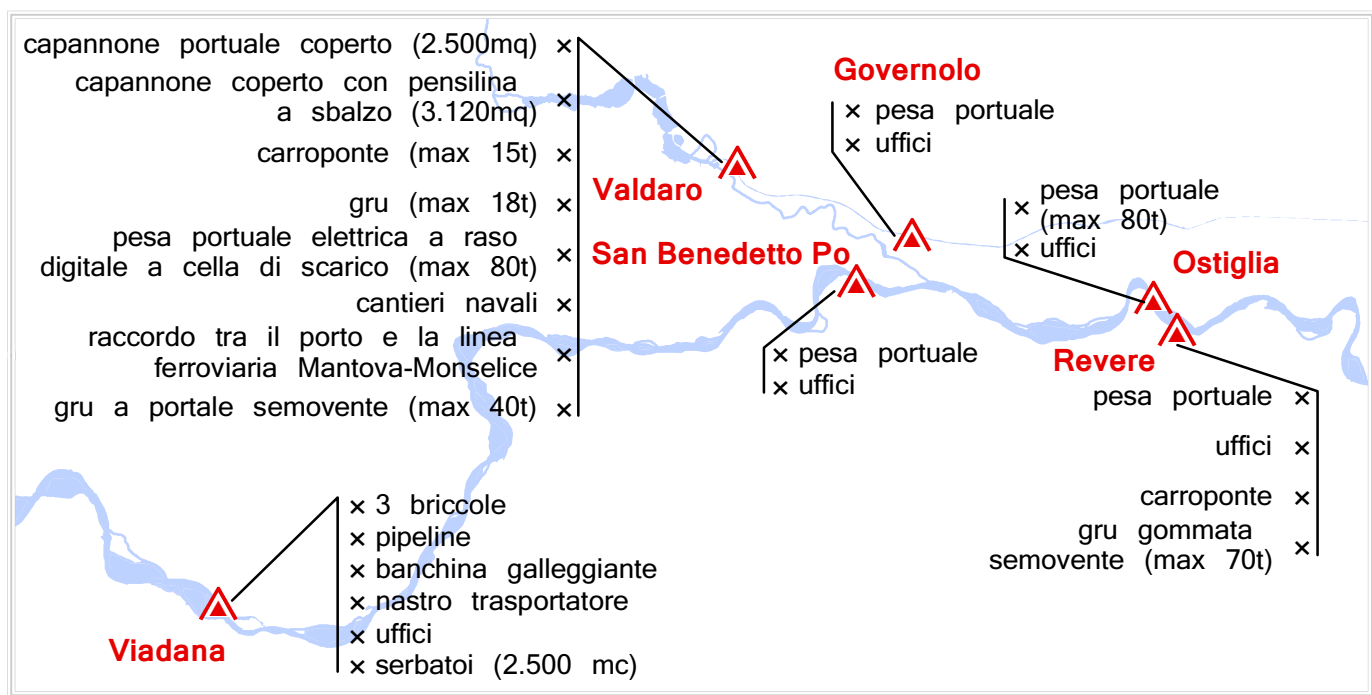 capannone portuale coperto (2.500mq) ×
capannone coperto con pensilina
a sbalzo (3.120mq) ×
carroponte (max 15t) ×
gru (max 18t) ×
pesa portuale elettrica a raso
digitale a cella di scarico (max 80t) ×
cantieri navali ×
raccordo tra il porto e la linea
ferroviaria Mantova-Monselice ×
gru a portale semovente (max 40t) ×
Valdaro
Governolo
× pesa portuale
× uffici
San Benedetto Po
× pesa portuale
× uffici
× pesa portuale
(max 80t)
× uffici
Ostiglia
Revere
pesa portuale ×
uffici ×
carroponte ×
gru gommata
semovente (max 70t) ×
× 3 briccole
× pipeline
× banchina galleggiante
× nastro trasportatore
× uffici
× serbatoi (2.500 mc)
Viadana